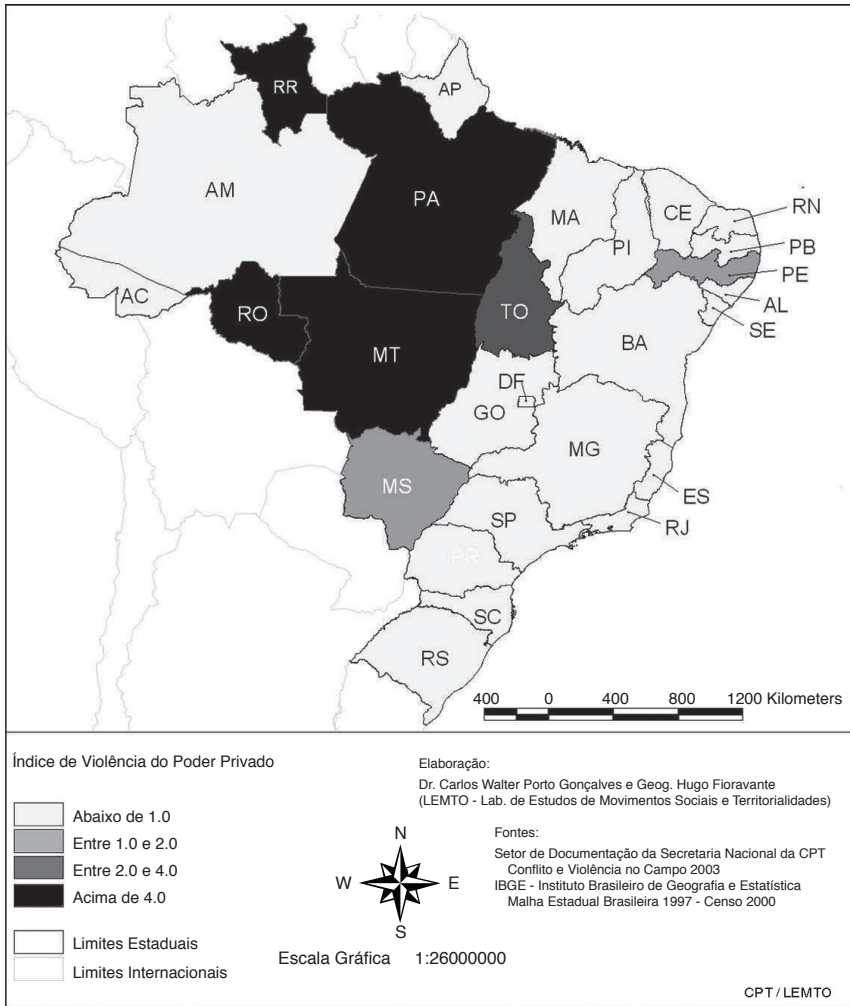 RR
AP
AM
PA
MA
CE
RN
PI
PB
PE
AC
AL
RO
TO
SE
MT
BA
DF
GO
MG
MS
ES
SP
RJ
PR
SC
RS
400 0 400 800 1200 Kilometers
Índice de Violência do Poder Privado
Abaixo de 1.0
Entre 1.0 e 2.0
Entre 2.0 e 4.0
Acima de 4.0
Limites Estaduais
Limites Internacionais
Elaboração:
Dr. Carlos Walter Porto Gonçalves e Geog. Hugo Fioravante
(LEMTO - Lab. de Estudos de Movimentos Sociais e Territorialidades)
Fontes:
Setor de Documentação da Secretaria Nacional da CPT
Conflito e Violência no Campo 2003
IBGE - Instituto Brasileiro de Geografia e Estatística
Malha Estadual Brasileira 1997 - Censo 2000
N
W E
S
Escala Gráfica 1:26000000
CPT / LEMTO